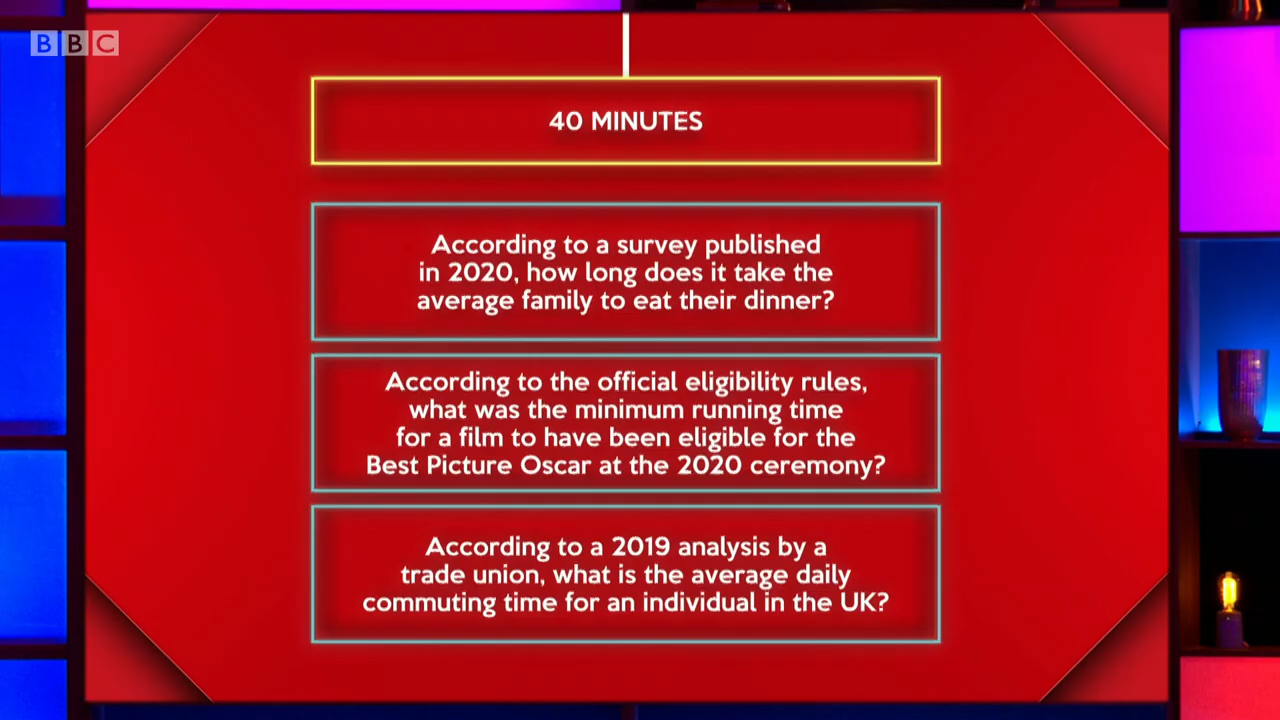 BBC
40 MINUTES
According to a survey published
in 2020, how long does it take the
average family to eat their dinner?
According to the official eligibility rules,
what was the minimum running time
for a film to have been eligible for the
Best Picture Oscar at the 2020 ceremony?
According to a 2019 analysis by a
trade union, what is the average daily
commuting time for an individual in the UK?